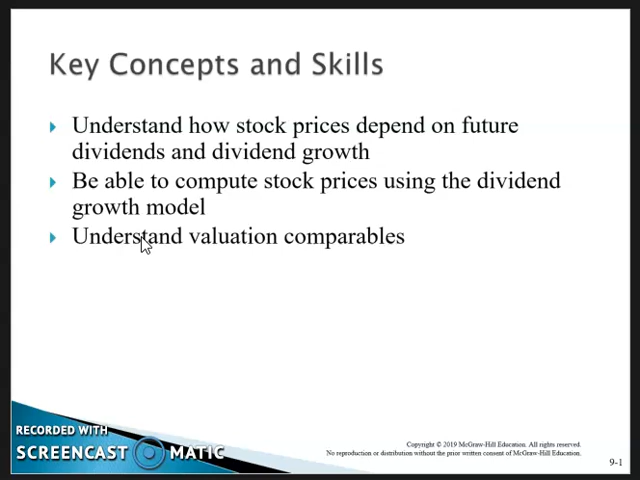 Key Concepts and Skills
Understand how stock prices depend on future
dividends and dividend growth
Be able to compute stock prices using the dividend
growth model
Understand valuation comparables
RECORDED WITH
SCREENCAST MATIC
Copyright © 2019 McGraw-Hill Education. All rights reserved.
No reproduction or distribution without the prior written consent of McGraw-Hill Education.
9-1